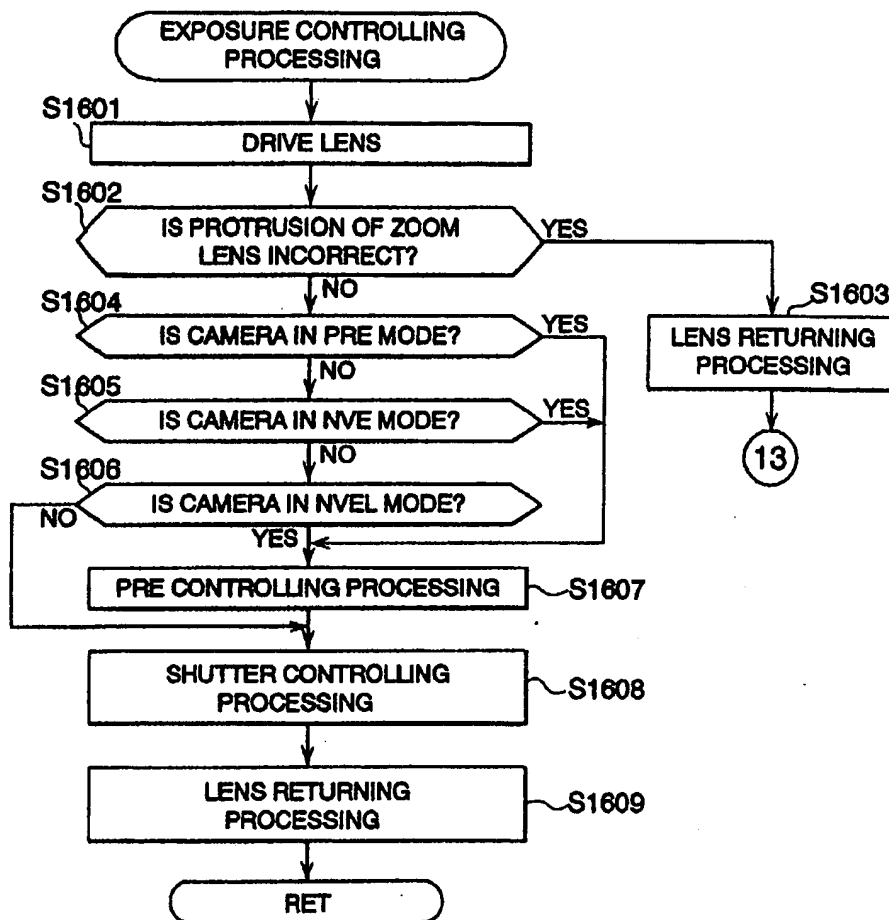 EXPOSURE CONTROLLING
PROCESSING
S1601
DRIVE LENS
S1602
IS PROTRUSION OF ZOOM
LENS INCORRECT?
YES
NO
S1603
LENS RETURNING
PROCESSING
13
S1604
IS CAMERA IN PRE MODE?
YES
NO
S1605
IS CAMERA IN NVE MODE?
YES
NO
S1606
IS CAMERA IN NVEL MODE?
NO
YES
PRE CONTROLLING PROCESSING
S1607
SHUTTER CONTROLLING
PROCESSING
S1608
LENS RETURNING
PROCESSING
S1609
RET